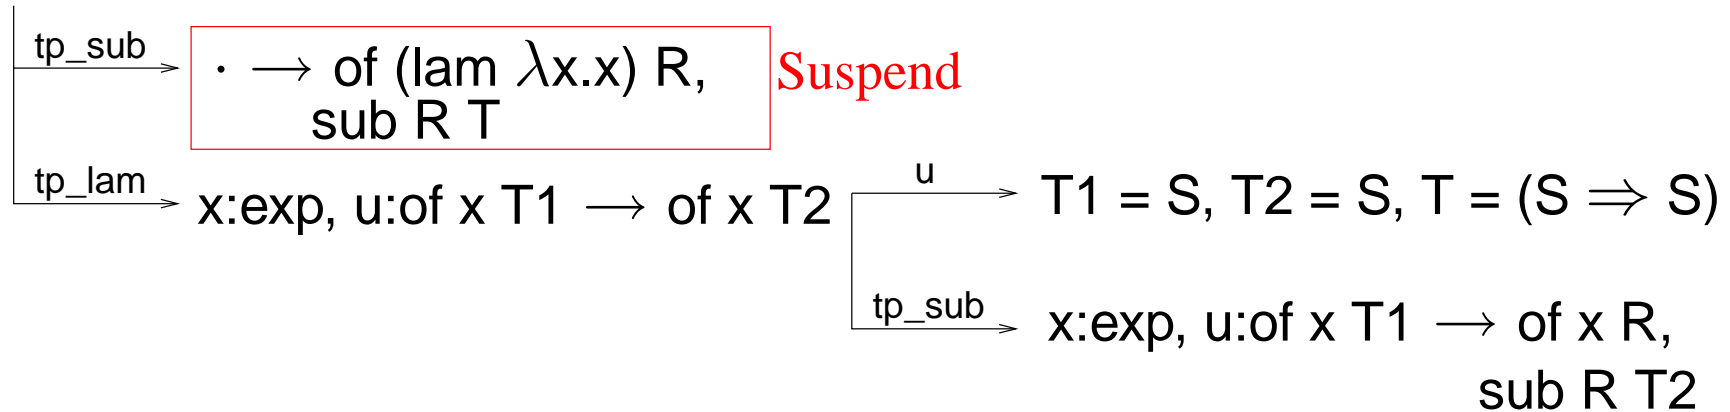 tp_sub
· → of (lam λx.x) R,
sub R T
Suspend
tp_lam
x:exp, u:of x T1 → of x T2
u
T1 = S, T2 = S, T = (S ⇒ S)
tp_sub
x:exp, u:of x T1 → of x R,
sub R T2